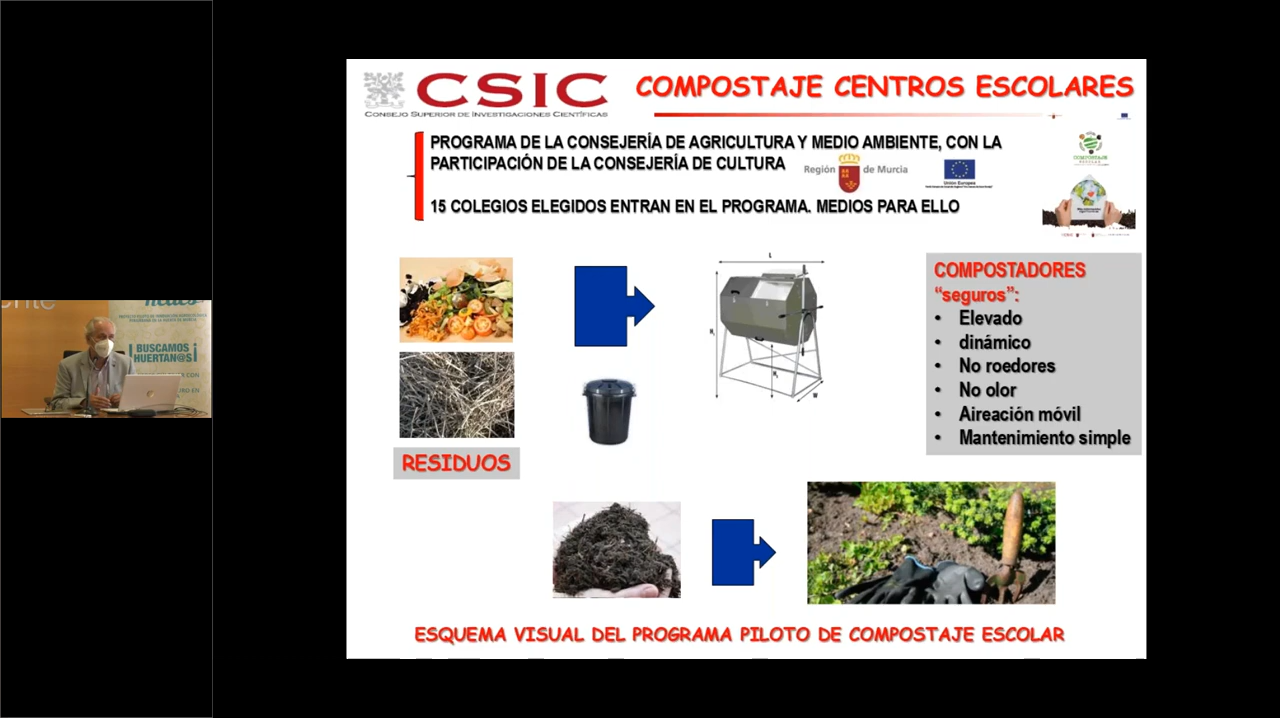 CSIC
CONSEJO SUPERIOR DE INVESTIGACIONES CIENTÍFICAS
COMPOSTAJE CENTROS ESCOLARES
PROGRAMA DE LA CONSEJERÍA DE AGRICULTURA Y MEDIO AMBIENTE, CON LA
PARTICIPACIÓN DE LA CONSEJERÍA DE CULTURA
Región de Murcia
Unión Europea
COMPOSTAJE
ESCOLAR
15 COLEGIOS ELEGIDOS ENTRAN EN EL PROGRAMA. MEDIOS PARA ELLO
L
H
H
W
COMPOSTADORES
“seguros”:
• Elevado
• dinámico
• No roedores
• No olor
• Aireación móvil
• Mantenimiento simple
RESIDUOS
BUSCAMOS
HUERTAN@S
ESQUEMA VISUAL DEL PROGRAMA PILOTO DE COMPOSTAJE ESCOLAR